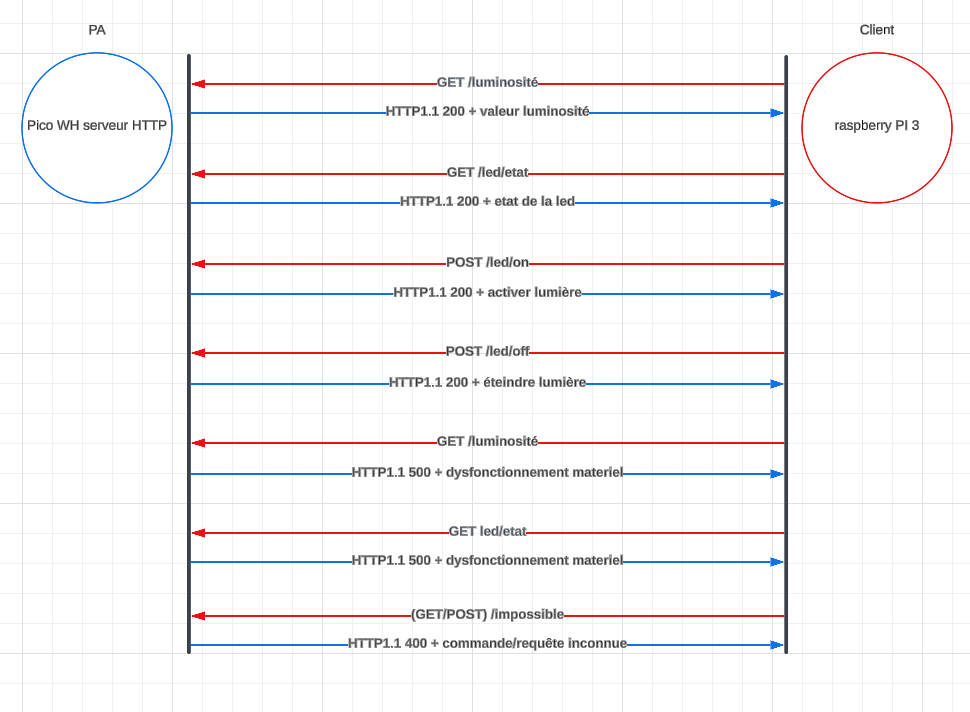 PA
Client
Pico WH serveur HTTP
raspberry PI 3
GET /luminosité
HTTP1.1 200 + valeur luminosité
GET /led/etat
HTTP1.1 200 + etat de la led
POST /led/on
HTTP1.1 200 + activer lumière
POST /led/off
HTTP1.1 200 + éteindre lumière
GET /luminosité
HTTP1.1 500 + dysfonctionnement materiel
GET led/etat
HTTP1.1 500 + dysfonctionnement materiel
(GET/POST) /impossible
HTTP1.1 400 + commande/requête inconnue